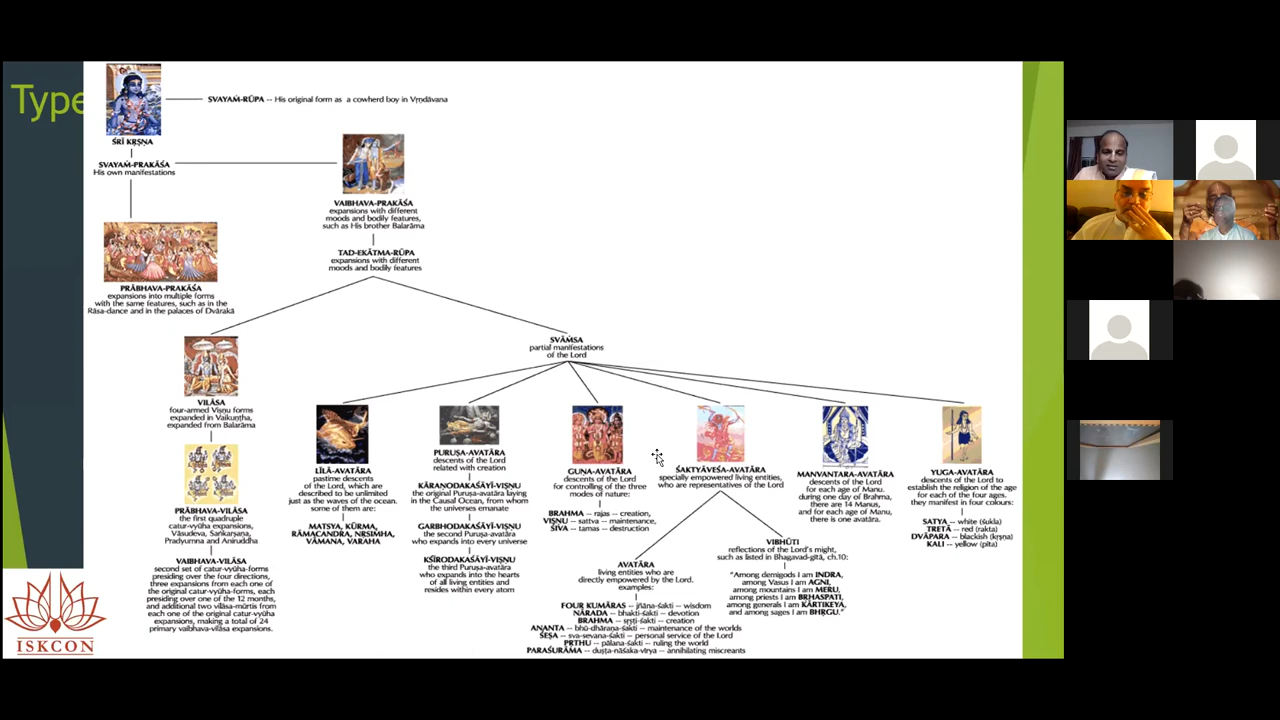 Type
SVAYAṀ-RŪPA -- His original form as a cowherd boy in Vṛndāvana
ŚRĪ KṚṢṆA
SVAYAṀ-PRAKĀŚA
His own manifestations
VAIBHAVA-PRAKĀŚA
expansions with different
moods and bodily features,
such as His brother Balarāma
TAD-EKĀTMA-RŪPA
expansions with different
moods and bodily features
PRĀBHAVA-PRAKĀŚA
expansions into multiple forms
with the same features, such as in the
Rāsa-dance and in the palaces of Dvārakā
SVĀṀSA
partial manifestations
of the Lord
VILĀSA
four-armed Viṣṇu forms
expanded in Vaikuṇṭha,
expanded from Balarāma
PRĀBHAVA-VILĀSA
the first quadruple
catur-vyūha expansions,
Vāsudeva, Saṅkarṣaṇa,
Pradyumna and Aniruddha
VAIBHAVA-VILĀSA
second set of catur-vyūha forms
presiding over the four directions,
three expansions from each one of
the original catur-vyūha forms, each
presiding over one of the 12 months,
and additional two vilāsa-mūrtis from
each one of the original catur-vyūha
expansions, making a total of 24
primary vaibhava-vilāsa expansions.
LĪLĀ-AVATĀRA
pastime descents
of the Lord, which are
described to be unlimited
just as the waves of the ocean.
some of them are:
MATSYA, KŪRMA,
RĀMACANDRA, NṚSIMHA,
VĀMANA, VARAHA
PURUṢA-AVATĀRA
descents of the Lord
related with creation
KĀRAṆODAKAŚĀYĪ-VIṢṆU
the original Puruṣa-avatāra laying
in the Causal Ocean, from whom
the universes emanate
GARBHODAKAŚĀYĪ-VIṢṆU
the second Puruṣa-avatāra
who expands into every universe
KṢĪRODAKAŚĀYĪ-VIṢṆU
the third Puruṣa-avatāra
who expands into the hearts
of all living entities and
resides within every atom
GUṆA-AVATĀRA
descents of the Lord
for controlling of the three
modes of nature:
BRAHMA -- rajas -- creation,
VIṢṆU -- sattva -- maintenance,
ŚIVA -- tamas -- destruction
ŚAKTYĀVEŚA-AVATĀRA
specially empowered living entities,
who are representatives of the Lord
AVATĀRA
living entities who are
directly empowered by the Lord.
examples:
FOUR KUMĀRAS -- jñāna-śakti -- wisdom
NĀRADA -- bhakti-śakti -- devotion
BRAHMA -- sṛṣṭi-śakti -- creation
ANANTA -- bhū-dhāraṇa-śakti -- maintenance of the worlds
ŚEṢA -- sva-sevana-śakti -- personal service of the Lord
PṚTHU -- pālana-śakti -- ruling the world
PARAŚURĀMA -- duṣṭa-nāśaka-vīrya -- annihilating miscreants
VIBHŪTI
reflections of the Lord's might,
such as listed in Bhagavad-gītā, ch.10:
"Among demigods I am INDRA,
among Vasus I am AGNI,
among mountains I am MERU,
among priests I am BṚHASPATI,
among generals I am KĀRTIKEYA,
and among sages I am BHṚGU."
MANVANTARA-AVATĀRA
descents of the Lord
for each age of Manu.
during one day of Brahma,
there are 14 Manus,
and for each age of Manu,
there is one avatāra.
YUGA-AVATĀRA
descents of the Lord to
establish the religion of the age
for each of the four ages.
they manifest in four colours:
SATYA -- white (śukla)
TRETĀ -- red (rakta)
DVĀPARA -- blackish (kṛṣṇa)
KALI -- yellow (pīta)
ISKCON